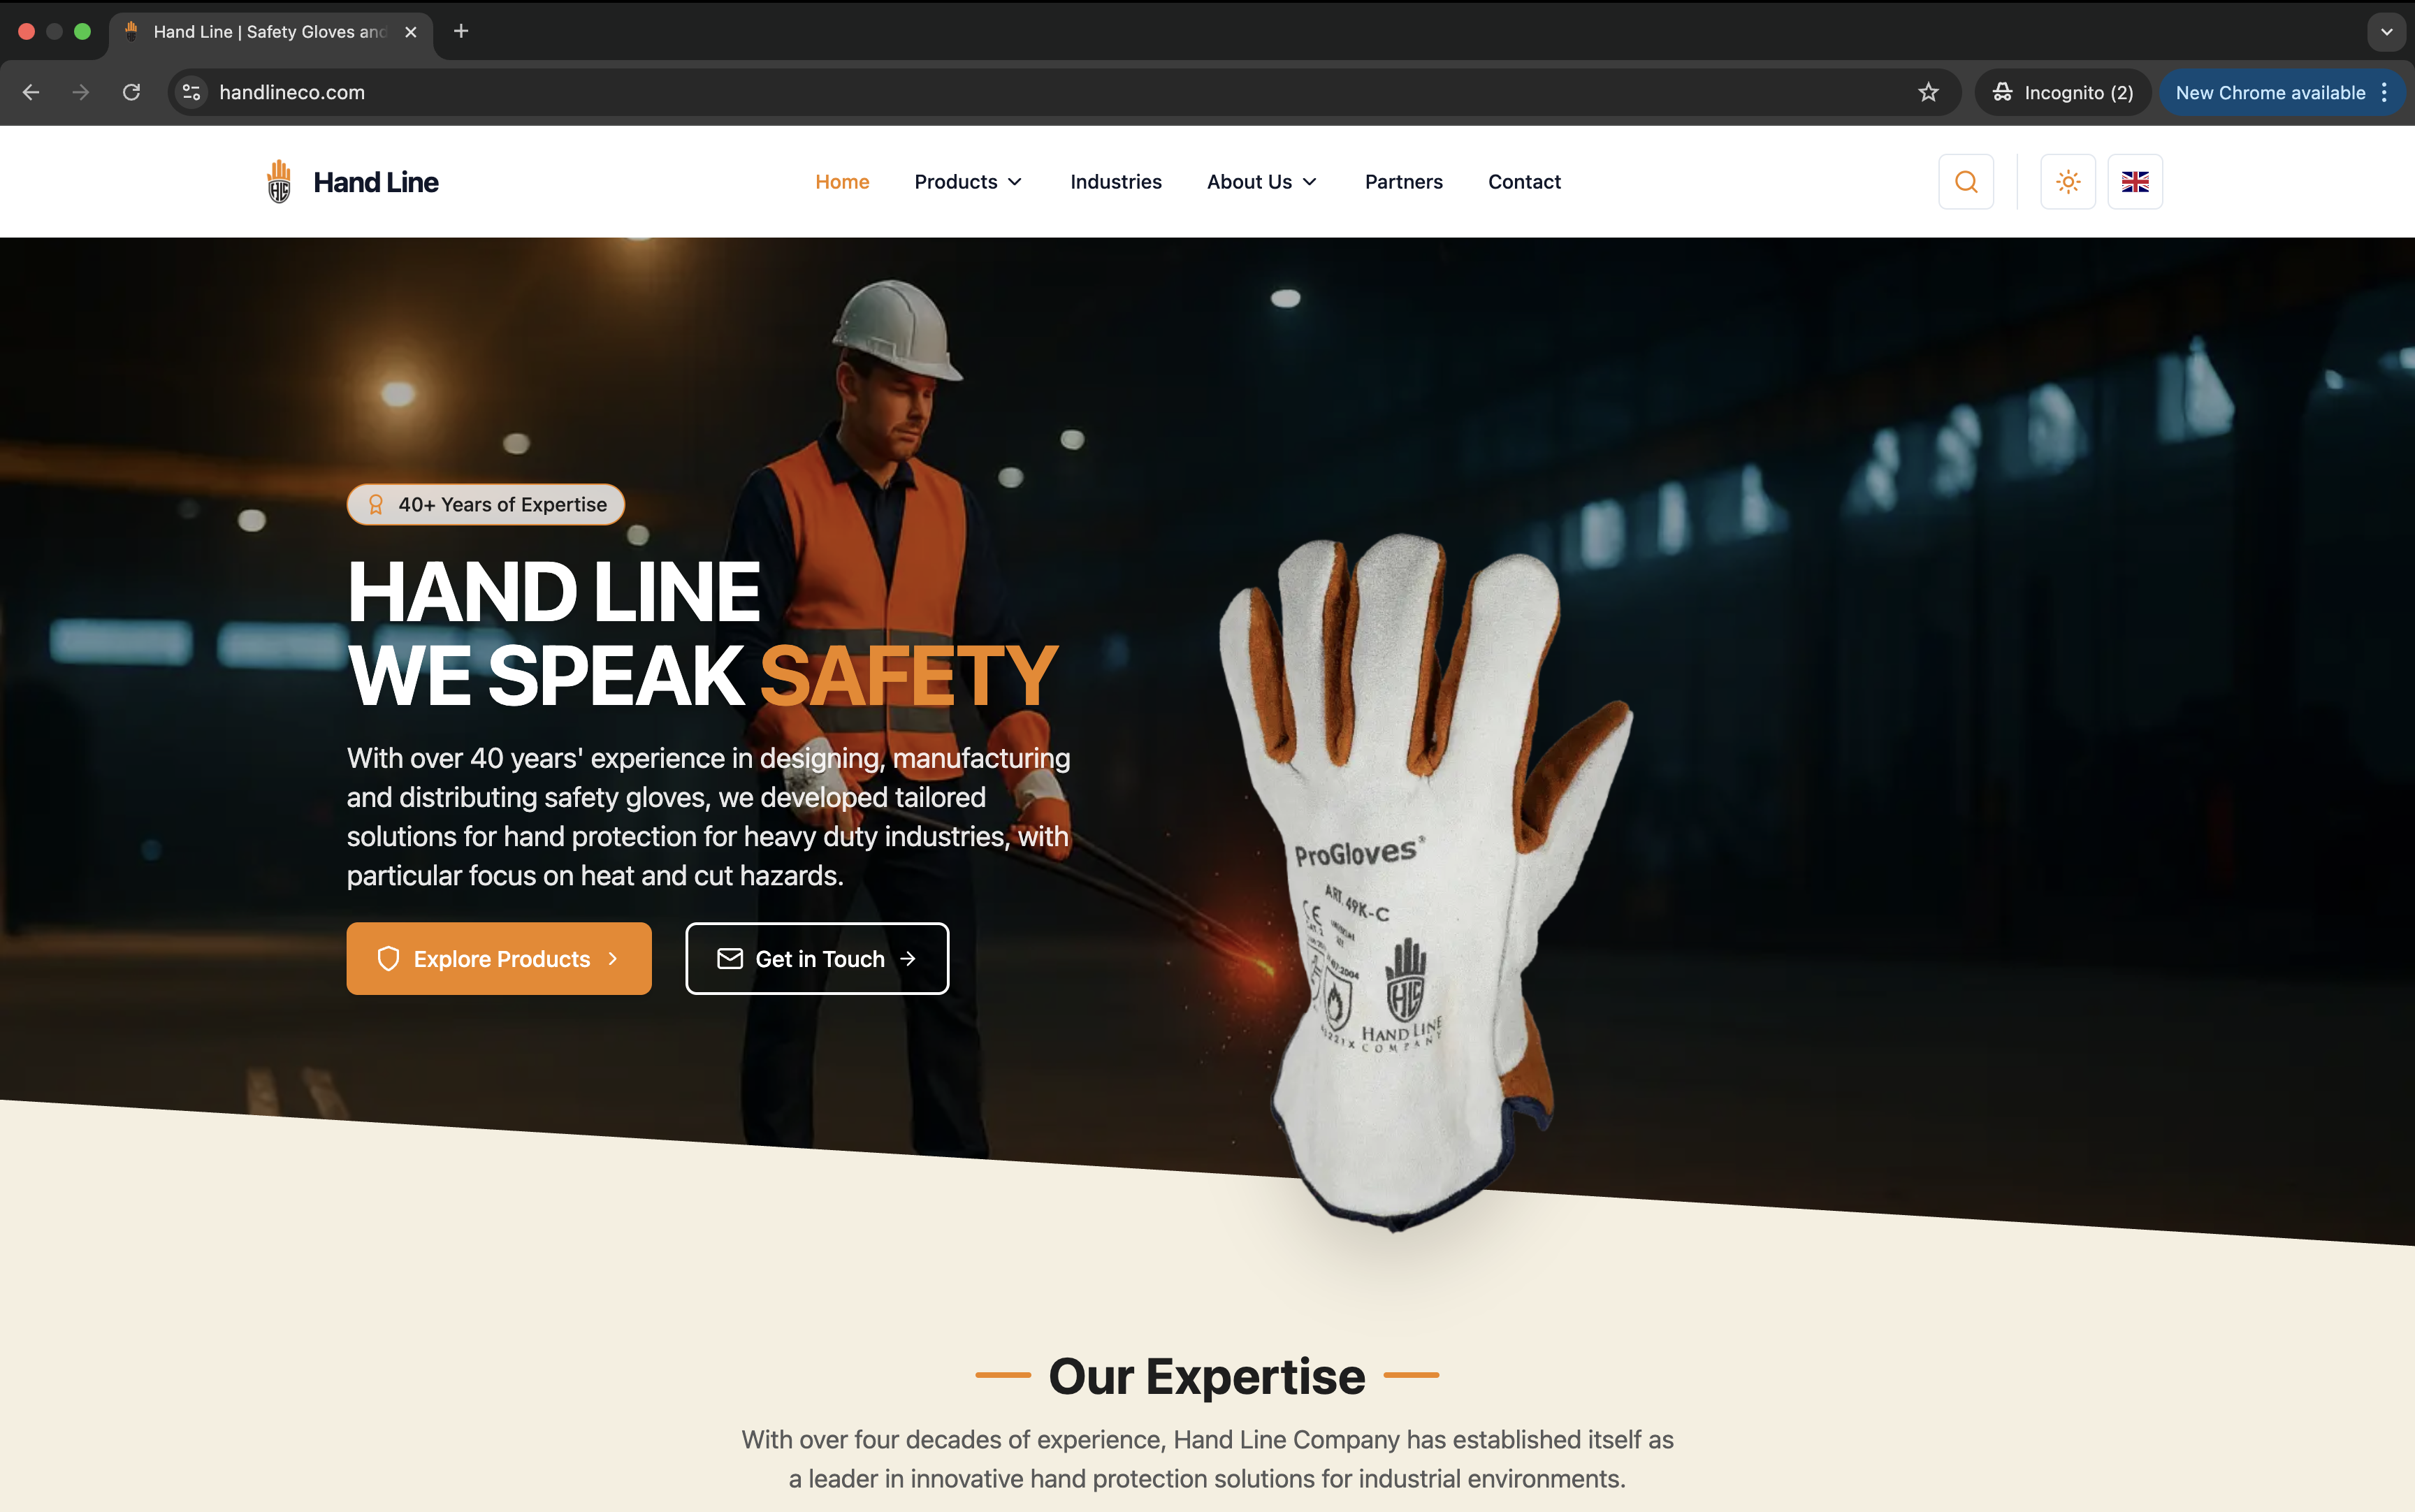 Hand Line | Safety Gloves and
handlineco.com
Incognito (2)
New Chrome available
Hand Line
Home
Products
Industries
About Us
Partners
Contact
40+ Years of Expertise
HAND LINE
WE SPEAK SAFETY
With over 40 years' experience in designing, manufacturing
and distributing safety gloves, we developed tailored
solutions for hand protection for heavy duty industries, with
particular focus on heat and cut hazards.
Explore Products
Get in Touch
ProGloves®
ART. 49K-C
CE
HLC
HAND LINE
COMPANY
Our Expertise
With over four decades of experience, Hand Line Company has established itself as
a leader in innovative hand protection solutions for industrial environments.